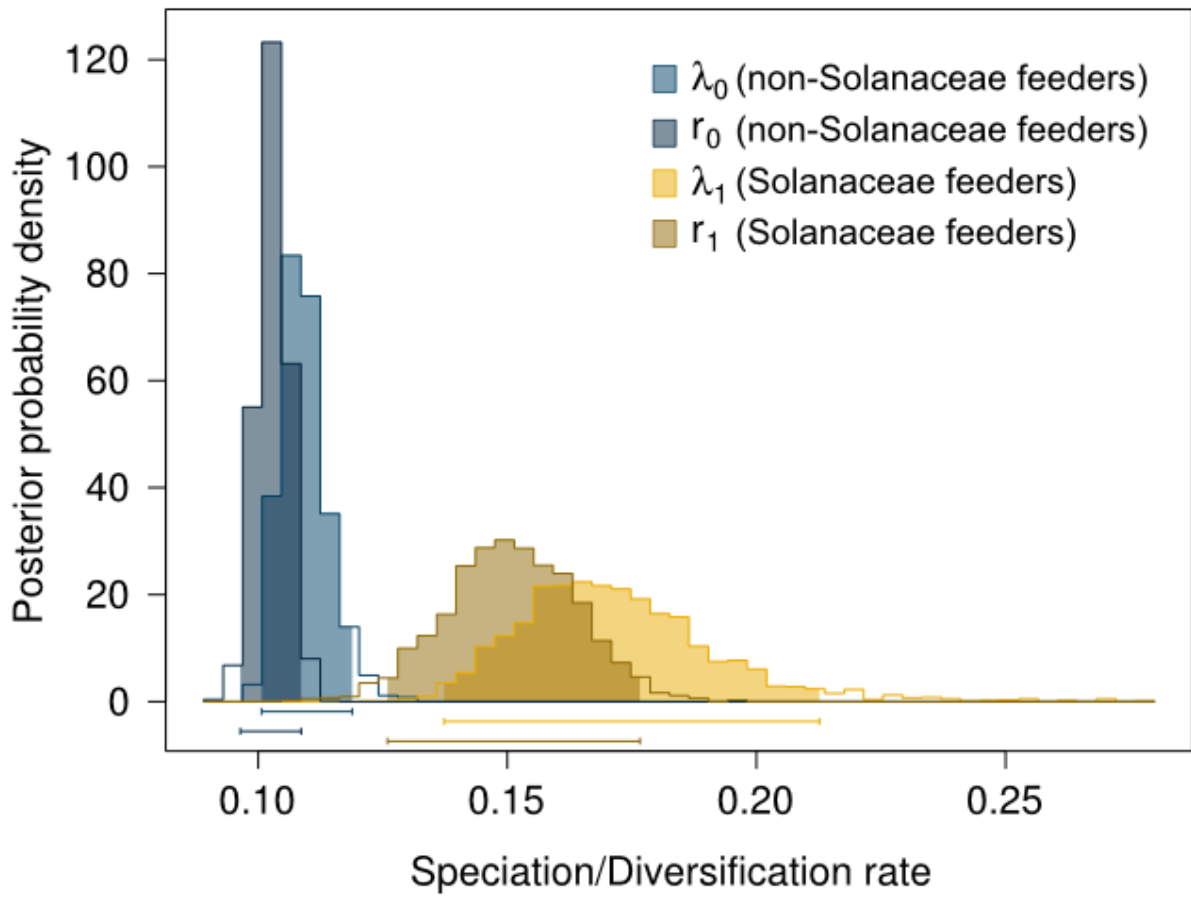 Posterior probability density
120
100
80
60
40
20
0
λ0 (non-Solanaceae feeders)
r0 (non-Solanaceae feeders)
λ1 (Solanaceae feeders)
r1 (Solanaceae feeders)
0.10 0.15 0.20 0.25
Speciation/Diversification rate